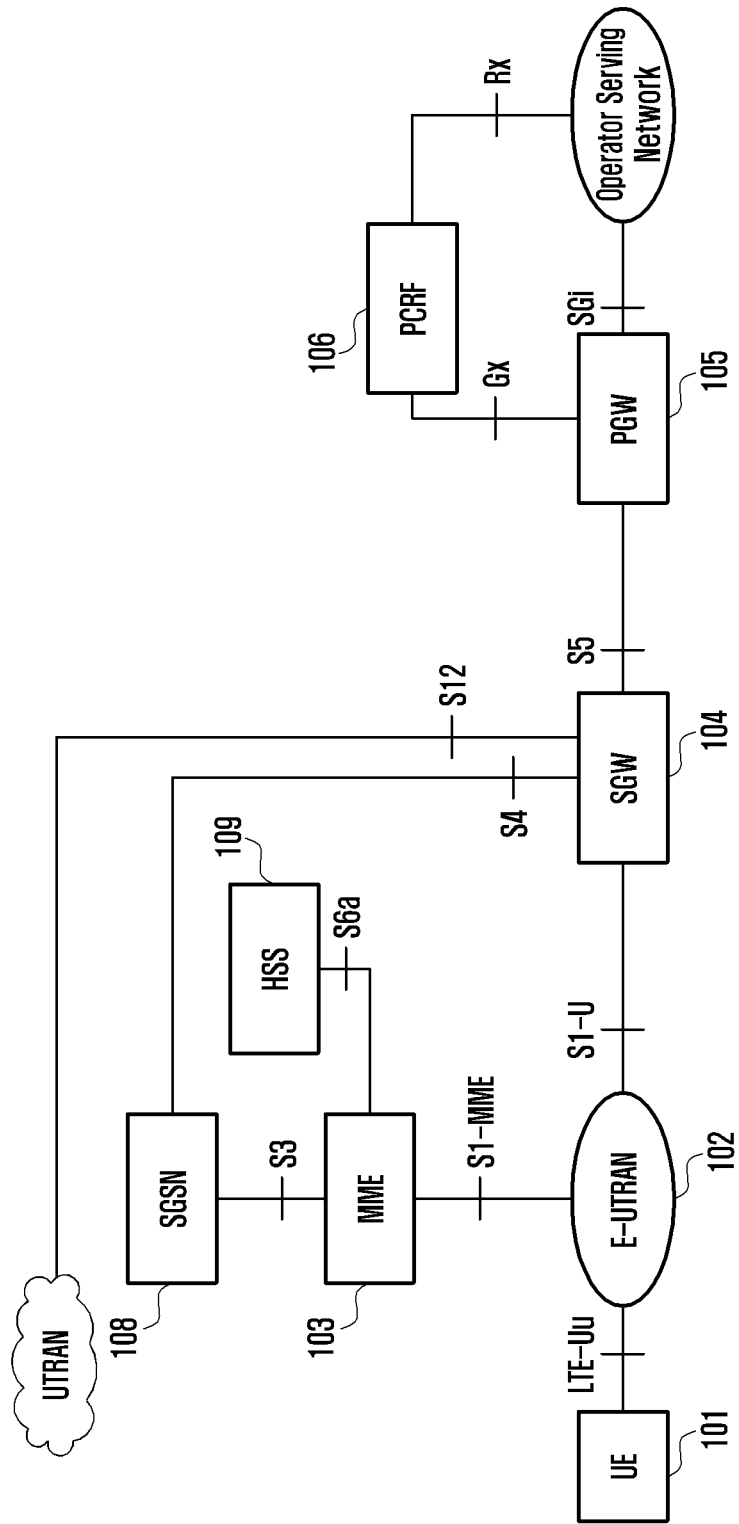 UTRAN
SGSN
108
HSS
109
S3
S6a
S12
S4
MME
103
PCRF
106
Gx
Rx
S1-MME
LTE-Uu
S1-U
S5
SGi
UE
101
E-UTRAN
102
SGW
104
PGW
105
Operator Serving
Network